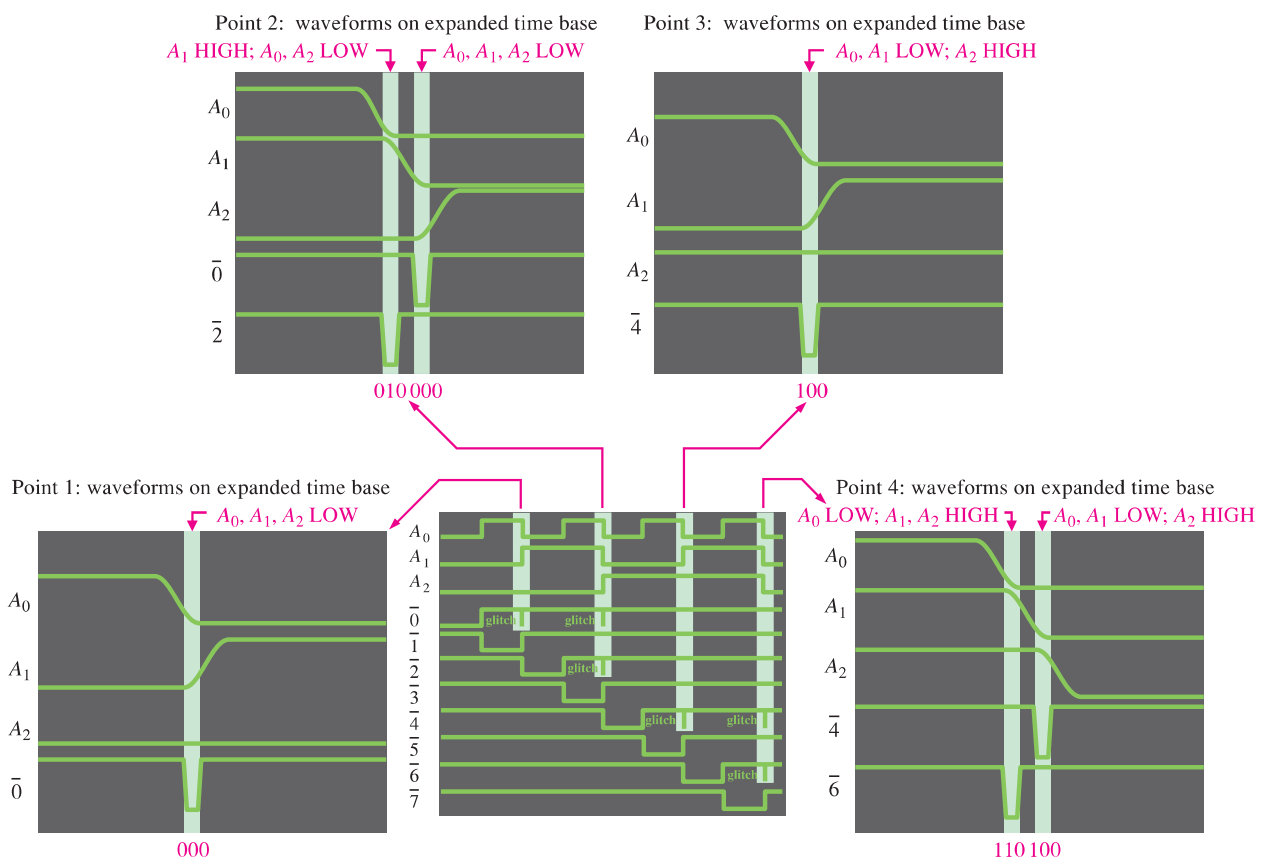 Point 2: waveforms on expanded time base
A₁ HIGH; A₀, A₂ LOW
A₀, A₁, A₂ LOW
A₀
A₁
A₂
0̅
2̅
010 000
Point 3: waveforms on expanded time base
A₀, A₁ LOW; A₂ HIGH
A₀
A₁
A₂
4̅
100
Point 1: waveforms on expanded time base
A₀, A₁, A₂ LOW
A₀
A₁
A₂
0̅
000
A₀
A₁
A₂
0̅ glitch glitch
1̅
2̅ glitch
3̅
4̅ glitch glitch
5̅
6̅ glitch
7̅
Point 4: waveforms on expanded time base
A₀ LOW; A₁, A₂ HIGH
A₀, A₁ LOW; A₂ HIGH
A₀
A₁
A₂
4̅
6̅
110 100